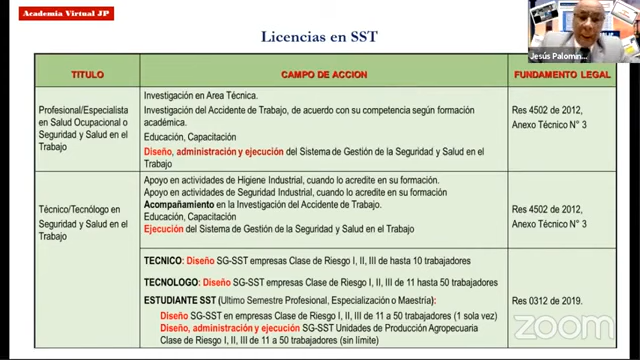 Academia Virtual JP
Licencias en SST
Jesús Palomin...
TITULO
CAMPO DE ACCION
FUNDAMENTO LEGAL
Profesional/Especialista
en Salud Ocupacional o
Seguridad y Salud en el
Trabajo
Investigación en Area Técnica.
Investigación del Accidente de Trabajo, de acuerdo con su competencia según formación
académica.
Educación, Capacitación
Diseño, administración y ejecución del Sistema de Gestión de la Seguridad y Salud en el
Trabajo
Res 4502 de 2012,
Anexo Técnico N° 3
Técnico/Tecnólogo en
Seguridad y Salud en el
Trabajo
Apoyo en actividades de Higiene Industrial, cuando lo acredite en su formación.
Apoyo en actividades de Seguridad Industrial, cuando lo acredite en su formación
Acompañamiento en la Investigación del Accidente de Trabajo.
Educación, Capacitación
Ejecución del Sistema de Gestión de la Seguridad y Salud en el Trabajo
Res 4502 de 2012,
Anexo Técnico N° 3
TECNICO: Diseño SG-SST empresas Clase de Riesgo I, II, III de hasta 10 trabajadores
TECNOLOGO: Diseño SG-SST empresas Clase de Riesgo I, II, III de 11 hasta 50 trabajadores
ESTUDIANTE SST (Ultimo Semestre Profesional, Especialización o Maestría):
Diseño SG-SST en empresas Clase de Riesgo I, II, III de 11 a 50 trabajadores (1 sola vez)
Diseño, administración y ejecución SG-SST Unidades de Producción Agropecuaria
Clase de Riesgo I, II, III de 11 a 50 trabajadores (sin límite)
Res 0312 de 2019.
zoom